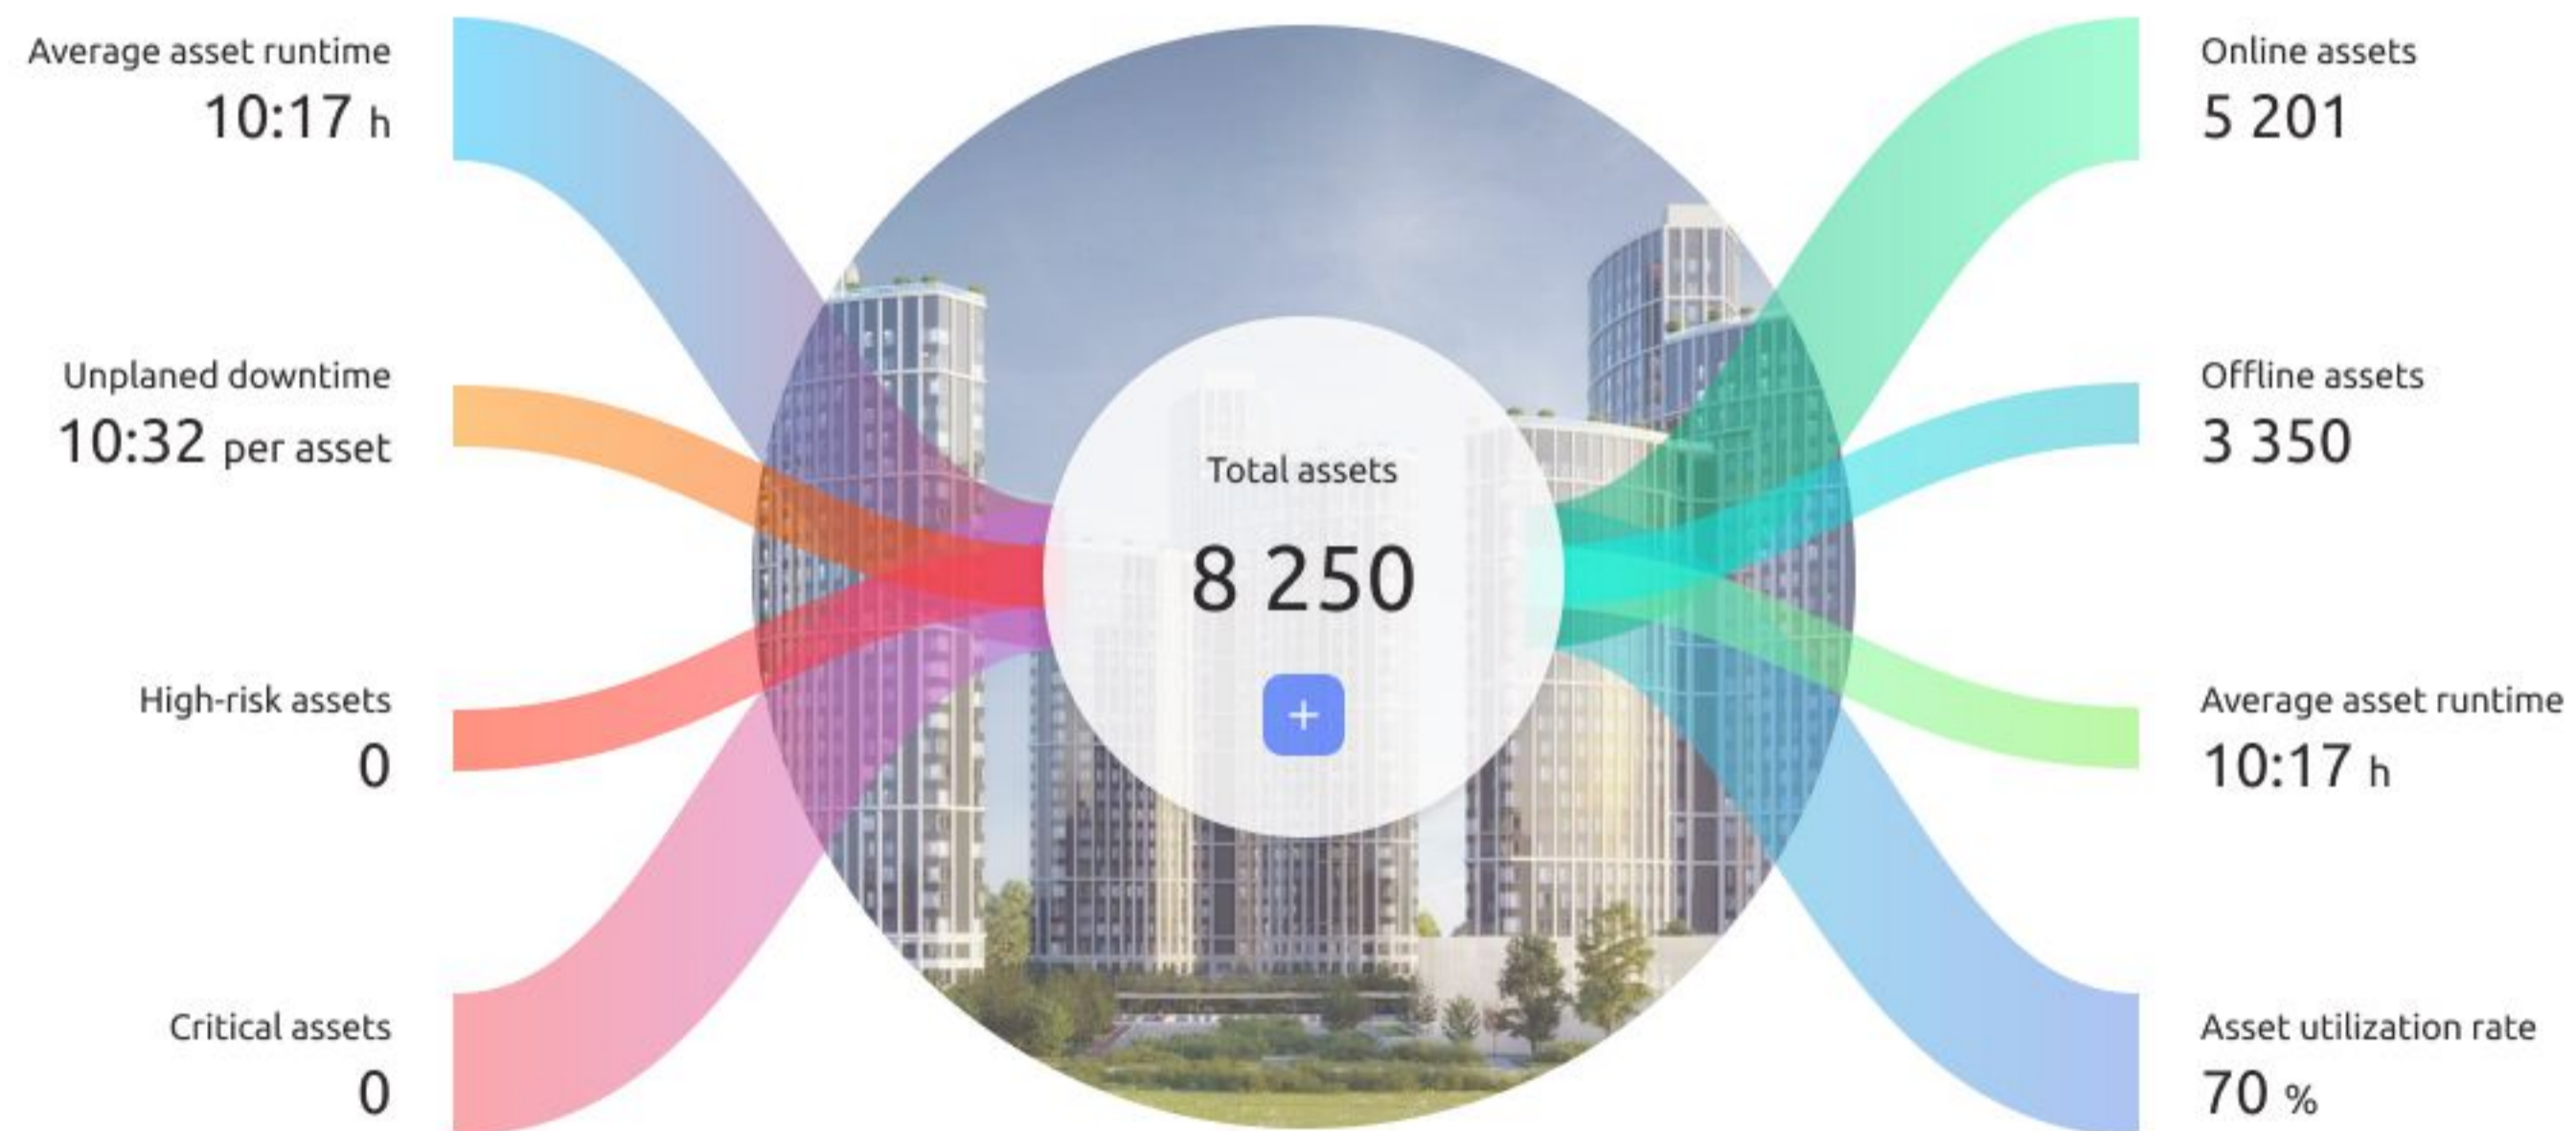 Average asset runtime
10:17 h
Unplaned downtime
10:32 per asset
High-risk assets
0
Critical assets
0
Total assets
8 250
+
Online assets
5 201
Offline assets
3 350
Average asset runtime
10:17 h
Asset utilization rate
70 %